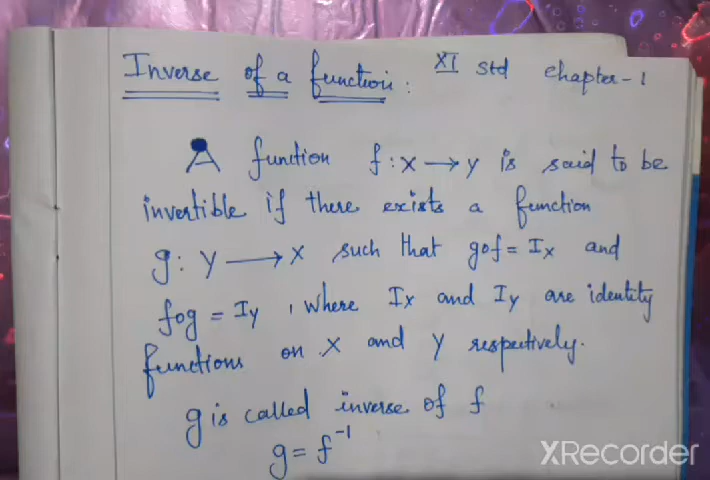 Inverse of a function : XI std chapter-1
A function f : X → Y is said to be
invertible if there exists a function
g : Y → X such that gof = Ix and
fog = Iy , where Ix and Iy are identity
functions on X and Y respectively.
g is called inverse of f
g = f⁻¹
XRecorder